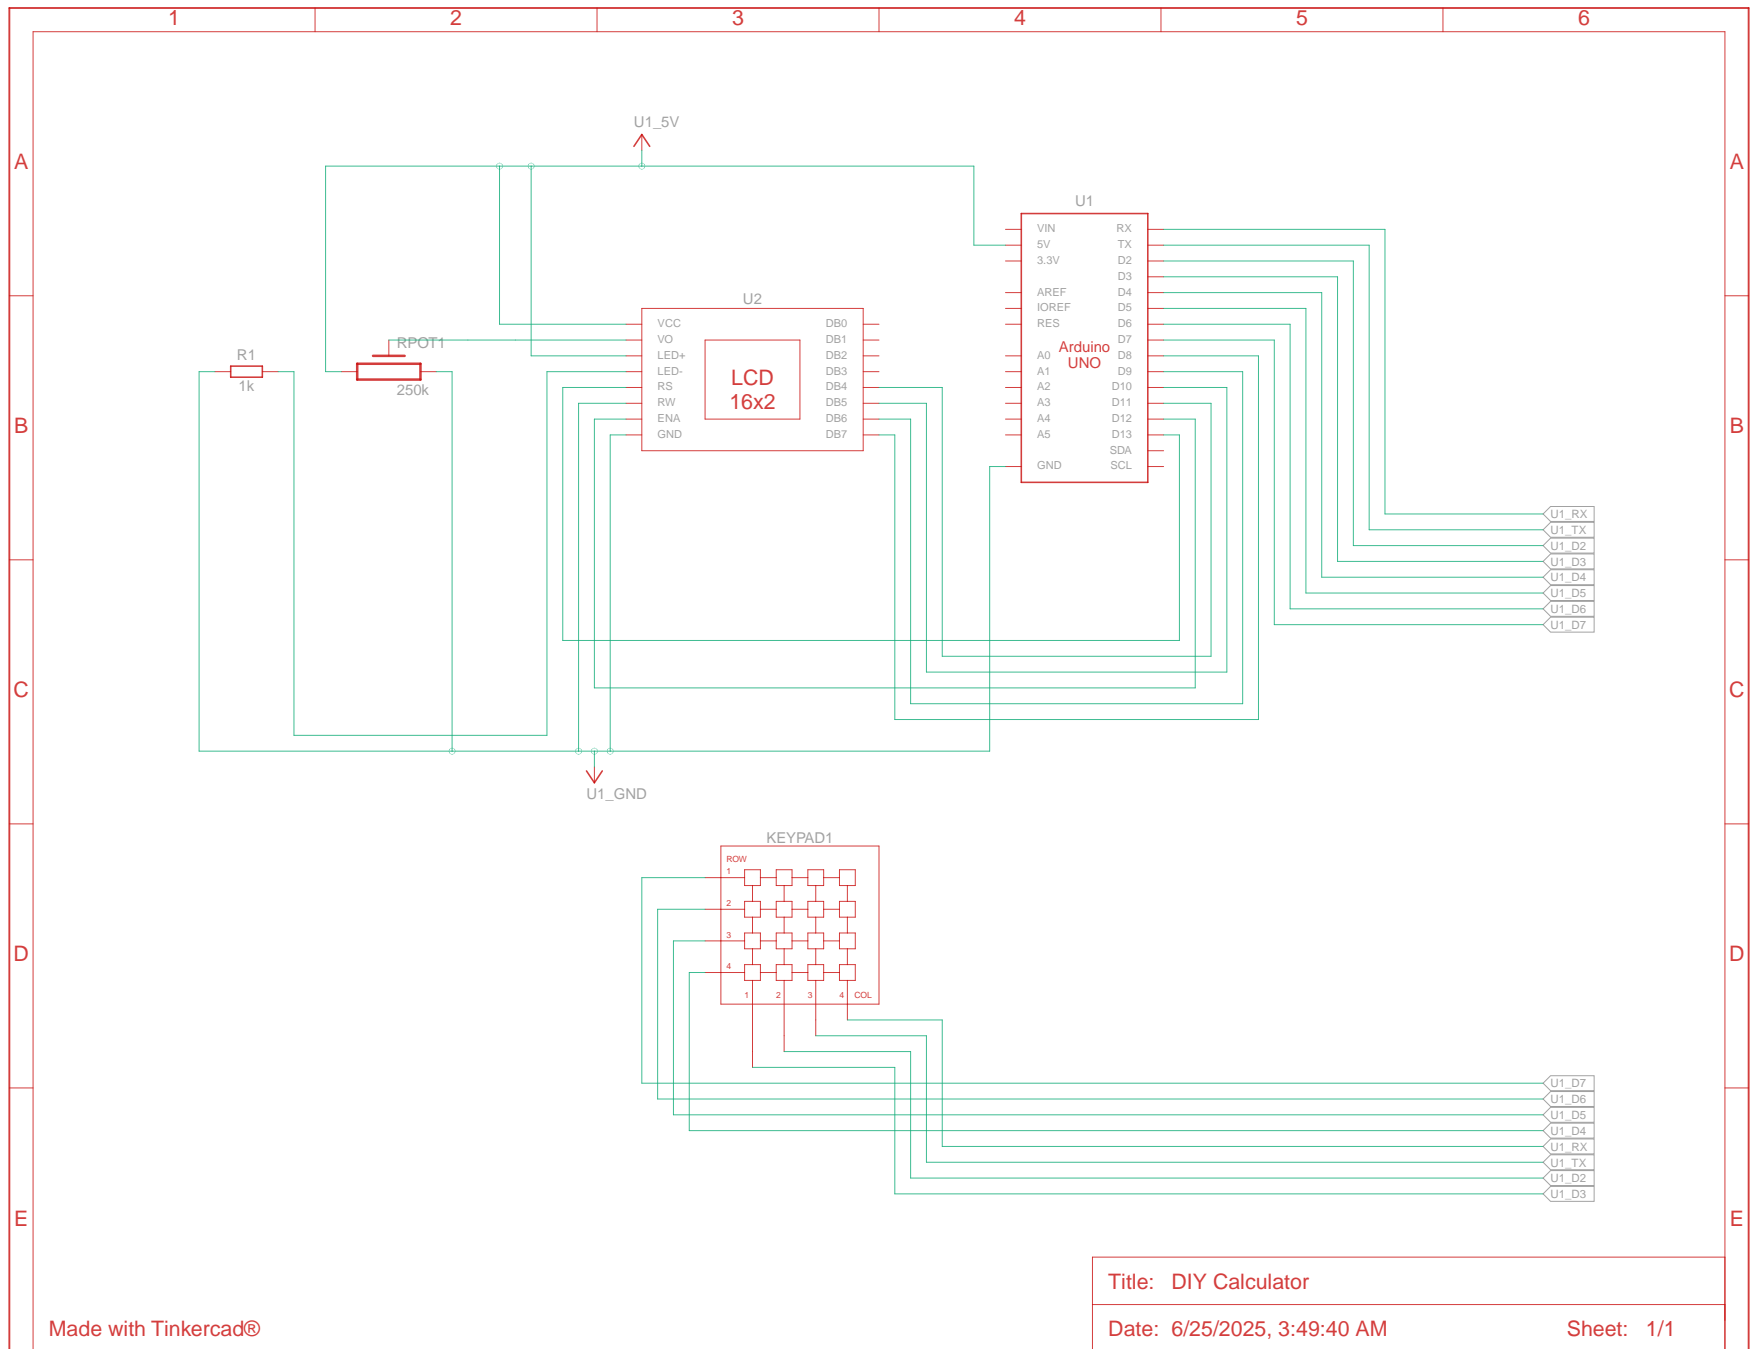 1 2 3 4 5 6
U1_5V
A A
U1
VIN RX
5V TX
3.3V D2
D3
AREF D4
IOREF D5
RES D6
D7
A0 D8
A1 D9
A2 D10
A3 D11
A4 D12
A5 D13
SDA
GND SCL
Arduino
UNO
U2
VCC DB0
VO DB1
LED+ DB2
LED- DB3
RS DB4
RW DB5
ENA DB6
GND DB7
LCD
16x2
RPOT1
250k
R1
1k
B B
U1_RX
U1_TX
U1_D2
U1_D3
U1_D4
U1_D5
U1_D6
U1_D7
C C
U1_GND
KEYPAD1
ROW
1
2
3
4
1 2 3 4 COL
D D
U1_D7
U1_D6
U1_D5
U1_D4
U1_RX
U1_TX
U1_D2
U1_D3
E E
Title: DIY Calculator
Made with Tinkercad®
Date: 6/25/2025, 3:49:40 AM Sheet: 1/1